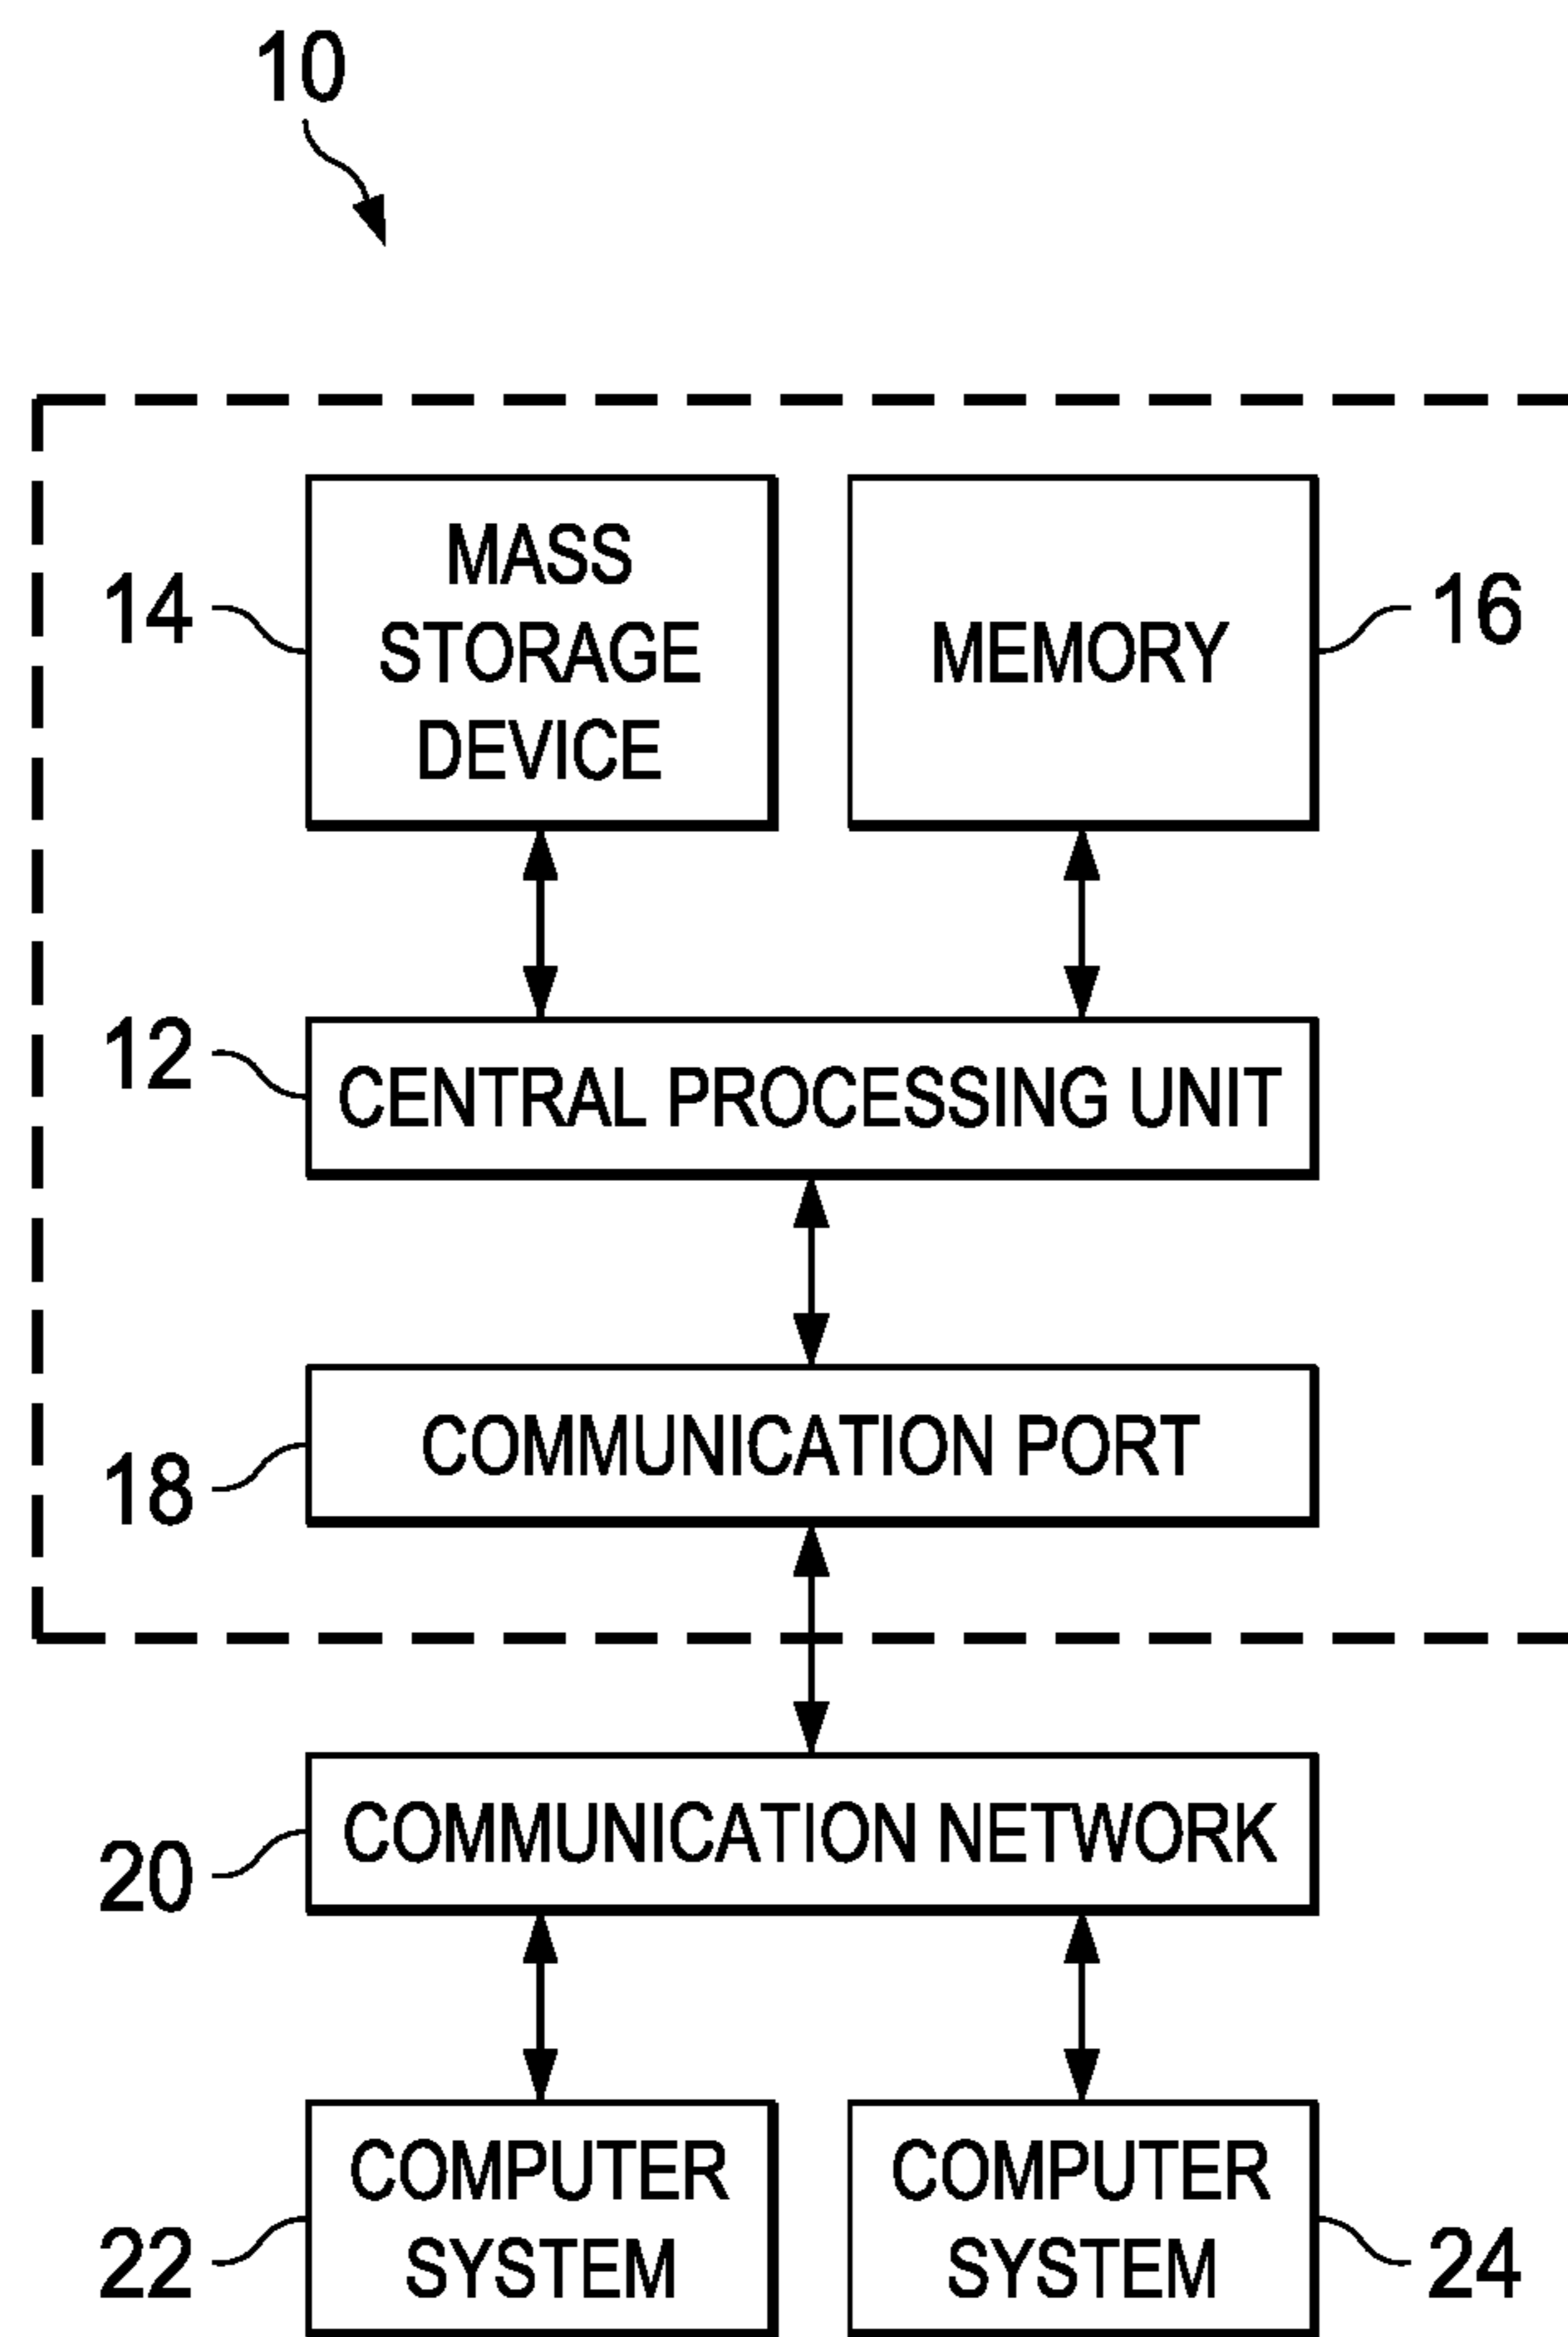 10
MASS
STORAGE
DEVICE
14
MEMORY
16
12
CENTRAL PROCESSING UNIT
COMMUNICATION PORT
18
COMMUNICATION NETWORK
20
COMPUTER
SYSTEM
22
COMPUTER
SYSTEM
24